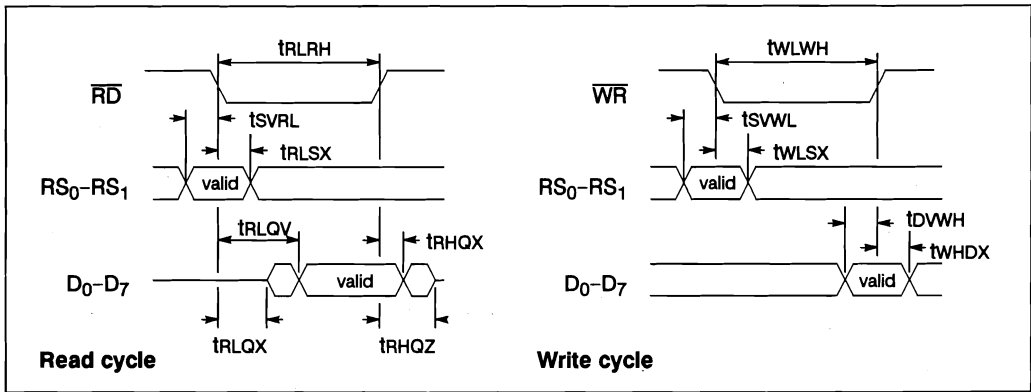 tRLRH
RD
tSVRL
tRLSX
RS0–RS1
valid
tRLQV
tRHQX
D0–D7
valid
tRLQX
tRHQZ
Read cycle
tWLWH
WR
tSVWL
tWLSX
RS0–RS1
valid
tDVWH
tWHDX
D0–D7
valid
Write cycle